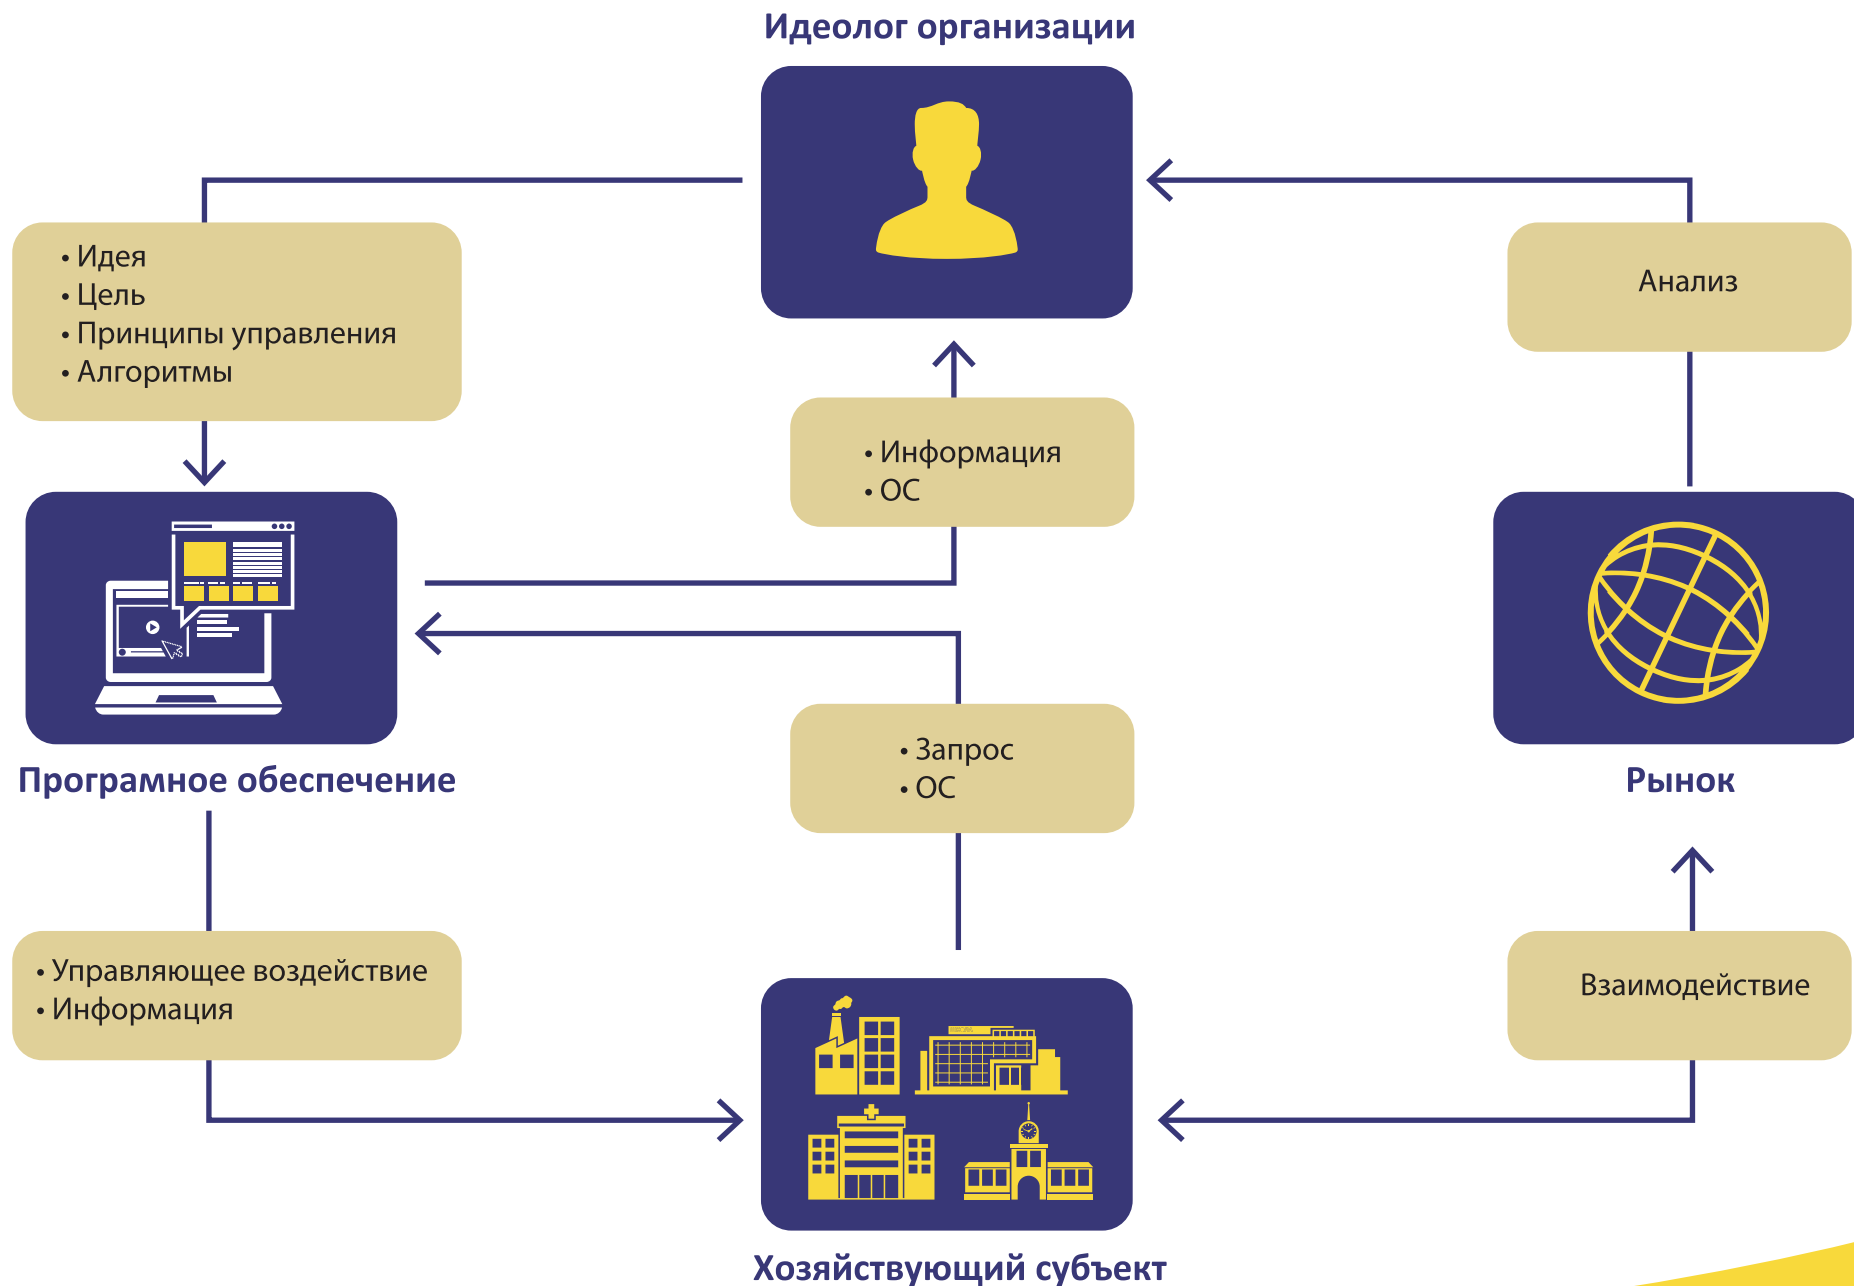 Идеолог организации
• Идея
• Цель
• Принципы управления
• Алгоритмы
Анализ
• Информация
• ОС
• Запрос
• ОС
Програмное обеспечение
Рынок
• Управляющее воздействие
• Информация
Взаимодействие
Хозяйствующий субъект